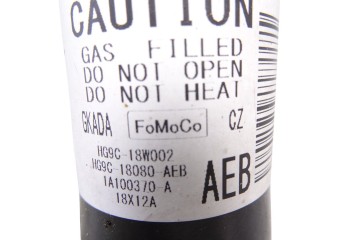 CAUTION
GAS FILLED
DO NOT OPEN
DO NOT HEAT
GKADA FoMoCo CZ
HG9C-18W002
HG9C-18080-AEB
1A100370-A
18X12A
AEB